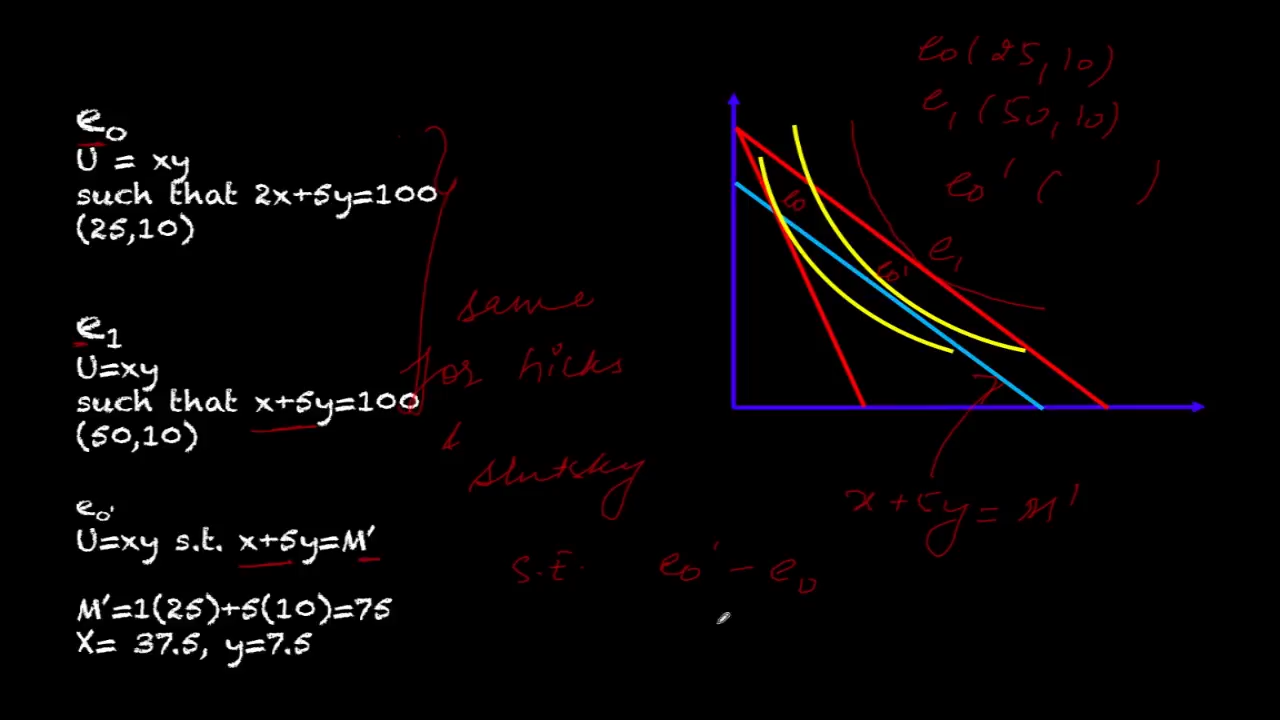 e0
U = xy
such that 2x+5y=100
(25,10)
e1
U=xy
such that x+5y=100
(50,10)
e0'
U=xy s.t. x+5y=M'
M'=1(25)+5(10)=75
X= 37.5, y=7.5
same
for hicks
&
slutsky
S.E. e0' - e0
e0 (25, 10)
e1 (50, 10)
e0' ( )
e0
e1
e0'
x + 5y = M'